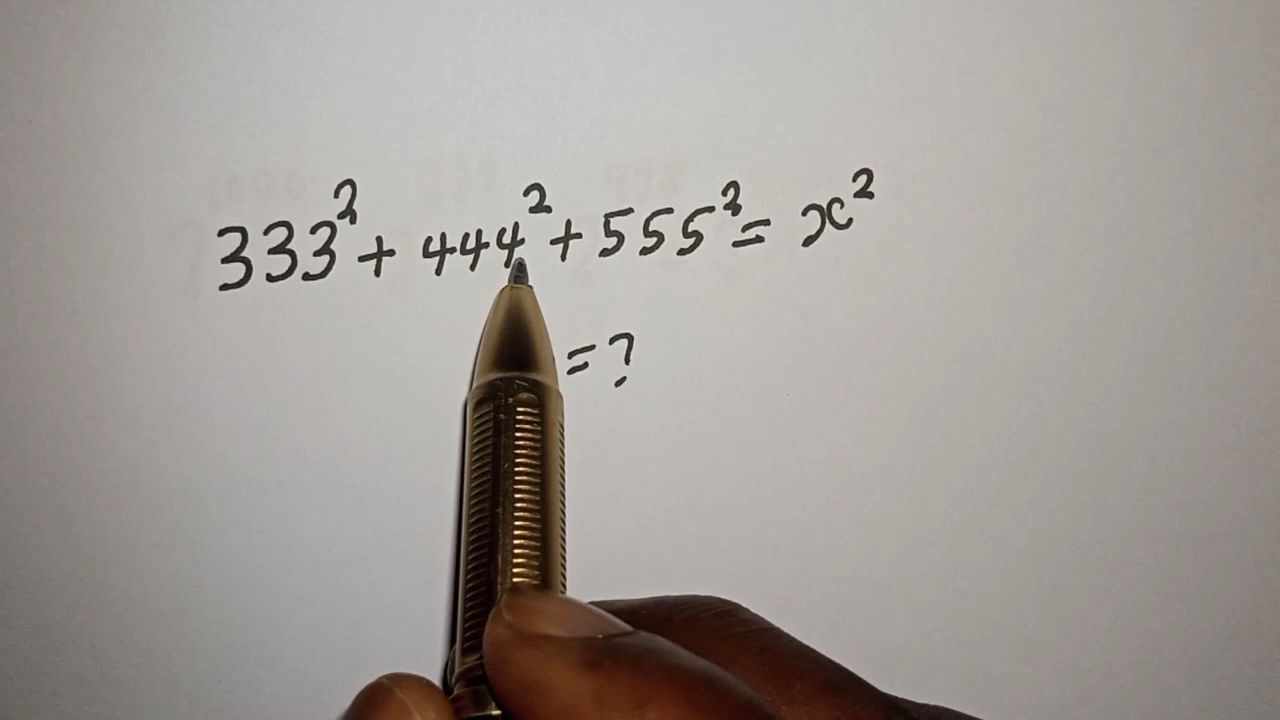 333² + 444² + 555² = x²
= ?